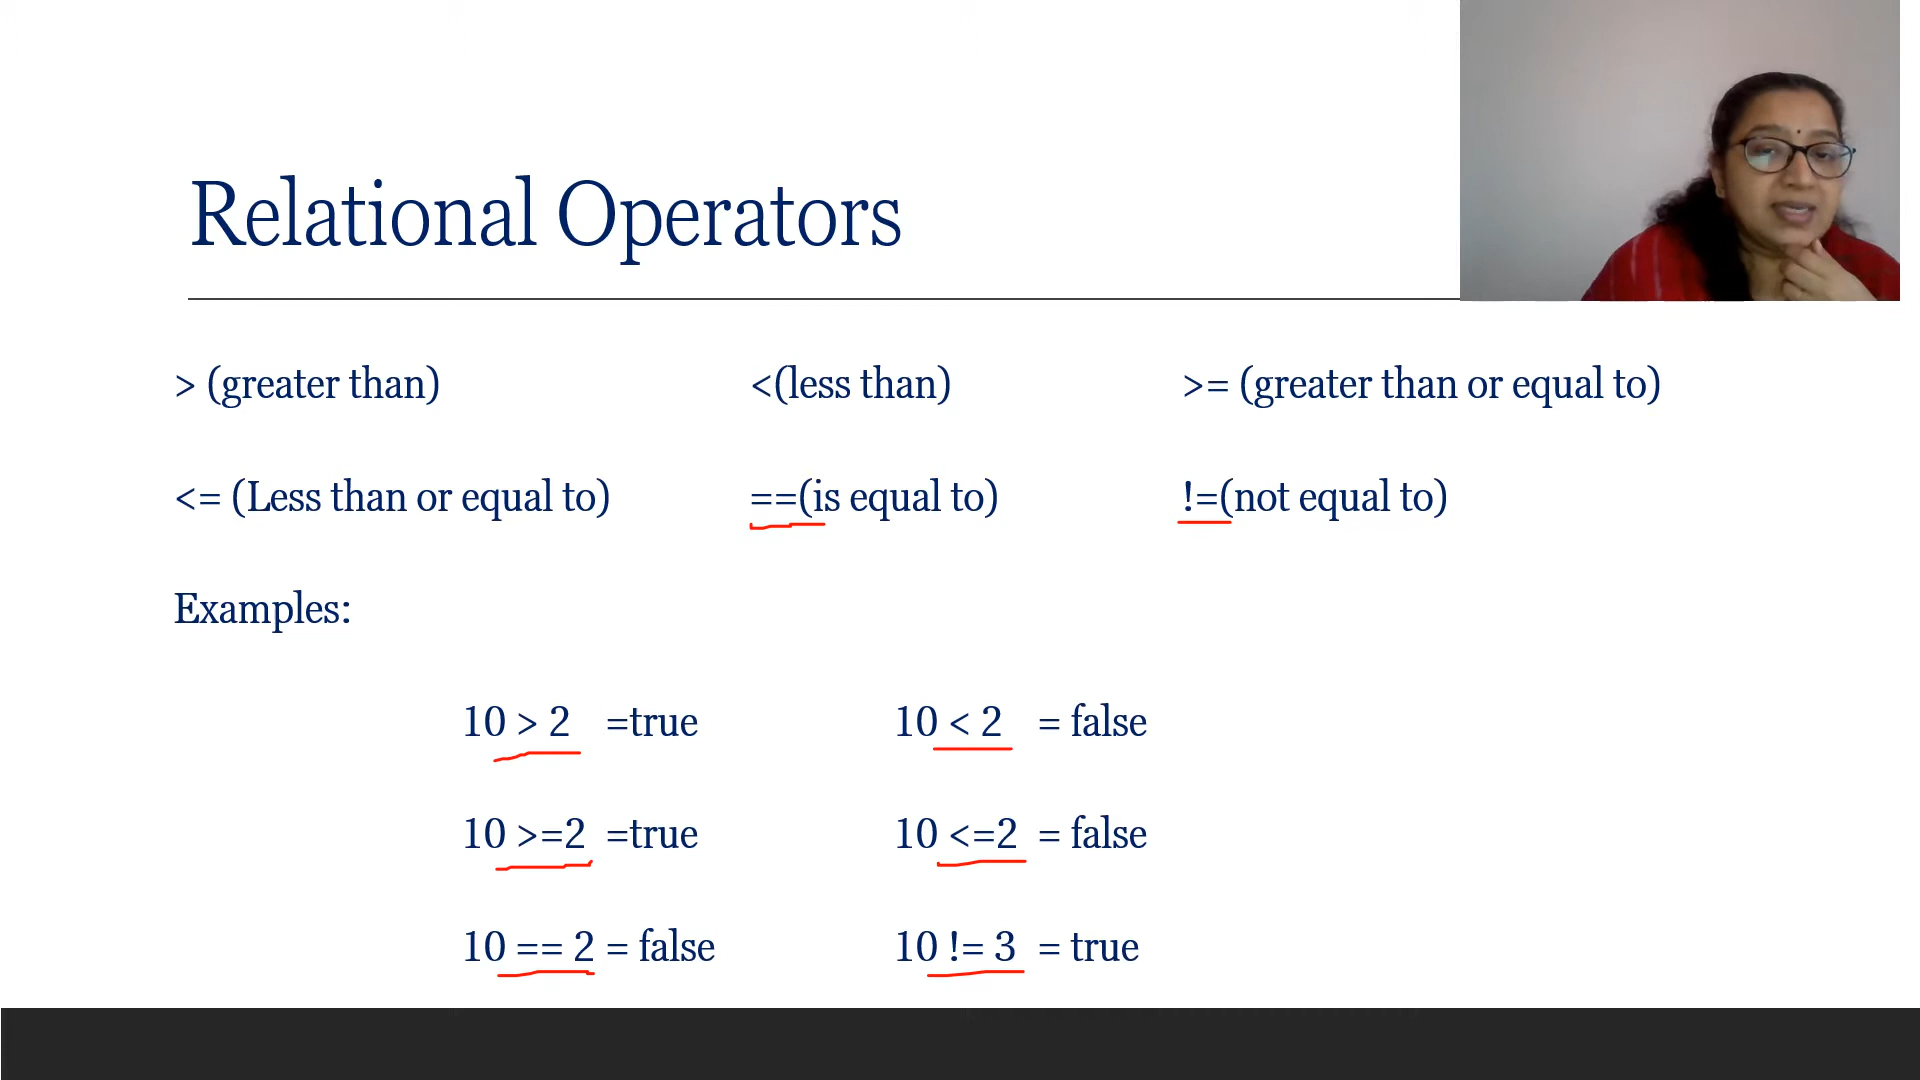 Relational Operators
> (greater than) <(less than) >= (greater than or equal to)
<= (Less than or equal to) ==(is equal to) !=(not equal to)
Examples:
10 > 2 =true 10 < 2 = false
10 >=2 =true 10 <=2 = false
10 == 2 = false 10 != 3 = true